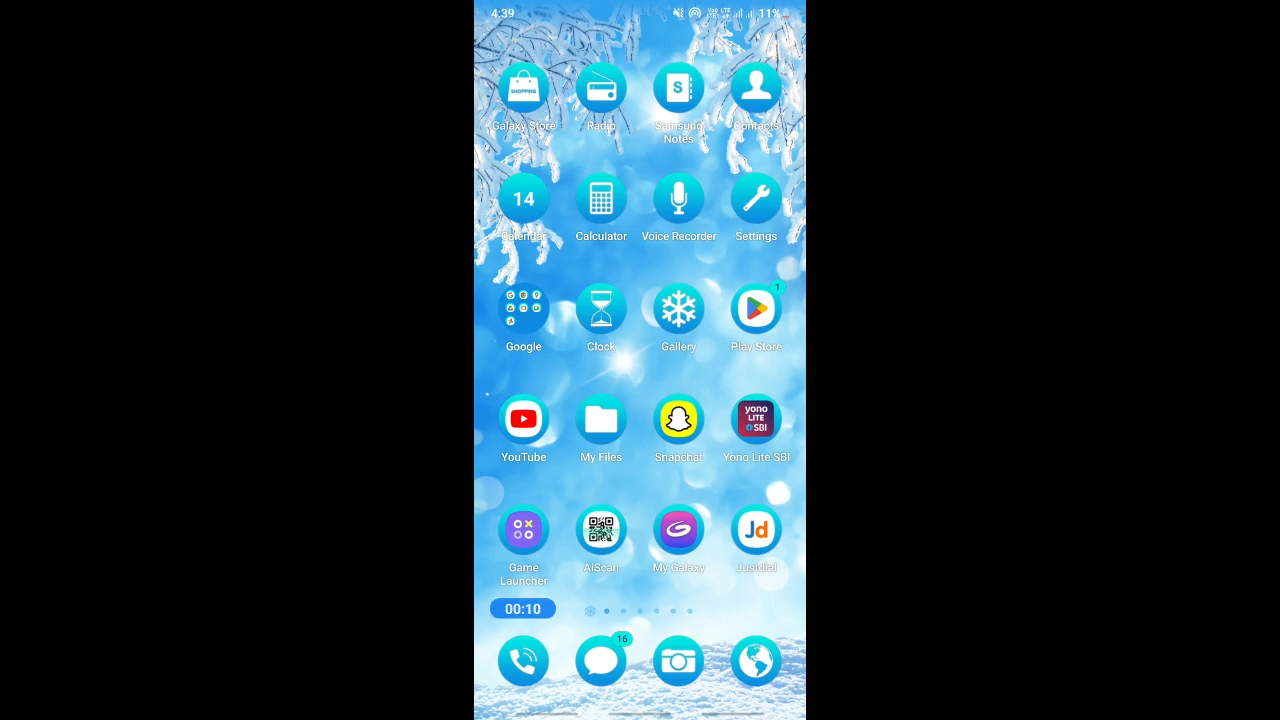 4:39
11%
SHOPPING
S
Galaxy Store
Radio
Samsung
Notes
Contacts
14
Calendar
Calculator
Voice Recorder
Settings
1
Google
Clock
Gallery
Play Store
yono
LITE
SBI
YouTube
My Files
Snapchat
Yono Lite SBI
Jd
Game
Launcher
AiScan
My Galaxy
Justdial
00:10
16